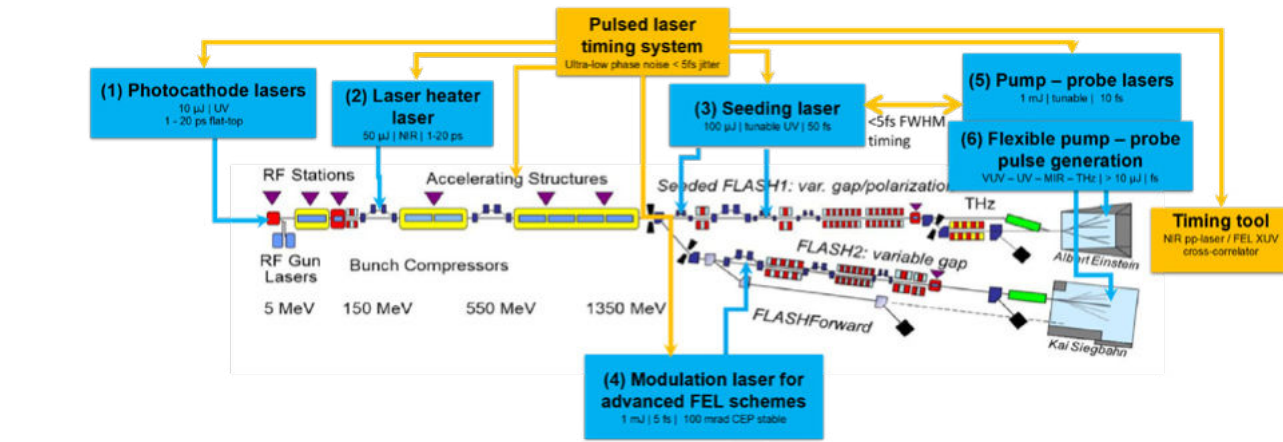 Pulsed laser
timing system
Ultra-low phase noise < 5fs jitter
(1) Photocathode lasers
10 µJ | UV
1 - 20 ps flat-top
(2) Laser heater
laser
50 µJ | NIR | 1-20 ps
(3) Seeding laser
100 µJ | tunable UV | 50 fs
<5fs FWHM
timing
(5) Pump – probe lasers
1 mJ | tunable | 10 fs
(6) Flexible pump – probe
pulse generation
VUV – UV – MIR – THz | > 10 µJ | fs
Timing tool
NIR pp-laser / FEL XUV
cross-correlator
RF Stations
Accelerating Structures
Seeded FLASH1: var. gap/polarization
THz
RF Gun
Lasers
Bunch Compressors
FLASH2: variable gap
Albert Einstein
5 MeV
150 MeV
550 MeV
1350 MeV
FLASHForward
Kai Siegbahn
(4) Modulation laser for
advanced FEL schemes
1 mJ | 5 fs | 100 mrad CEP stable